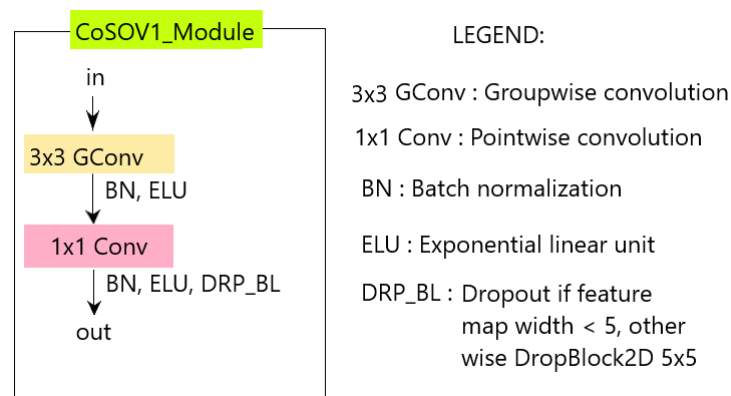 CoSOV1_Module
in
3x3 GConv
BN, ELU
1x1 Conv
BN, ELU, DRP_BL
out
LEGEND:
3x3 GConv : Groupwise convolution
1x1 Conv : Pointwise convolution
BN : Batch normalization
ELU : Exponential linear unit
DRP_BL : Dropout if feature
map width < 5, other
wise DropBlock2D 5x5